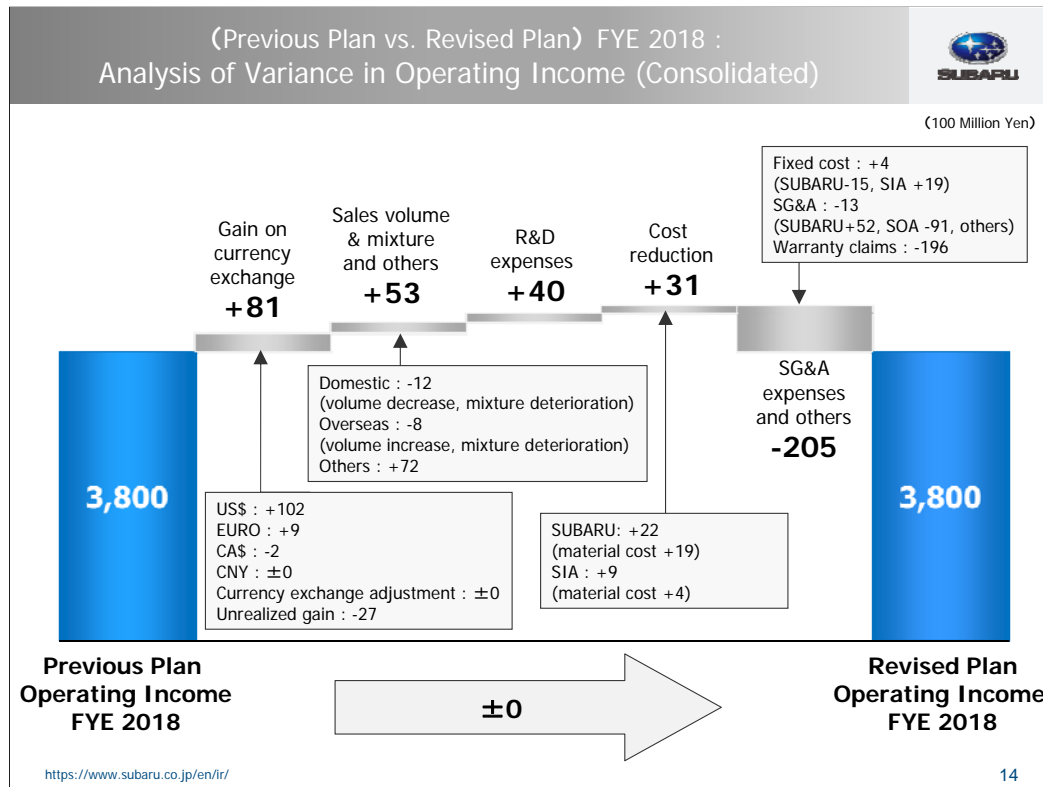 （Previous Plan vs. Revised Plan）FYE 2018 :
Analysis of Variance in Operating Income (Consolidated)
SUBARU
（100 Million Yen）
Gain on
currency
exchange
+81
Sales volume
& mixture
and others
+53
R&D
expenses
+40
Cost
reduction
+31
Fixed cost : +4
(SUBARU-15, SIA +19)
SG&A : -13
(SUBARU+52, SOA -91, others)
Warranty claims : -196
SG&A
expenses
and others
-205
Domestic : -12
(volume decrease, mixture deterioration)
Overseas : -8
(volume increase, mixture deterioration)
Others : +72
3,800
3,800
US$ : +102
EURO : +9
CA$ : -2
CNY : ±0
Currency exchange adjustment : ±0
Unrealized gain : -27
SUBARU: +22
(material cost +19)
SIA : +9
(material cost +4)
Previous Plan
Operating Income
FYE 2018
±0
Revised Plan
Operating Income
FYE 2018
https://www.subaru.co.jp/en/ir/
14